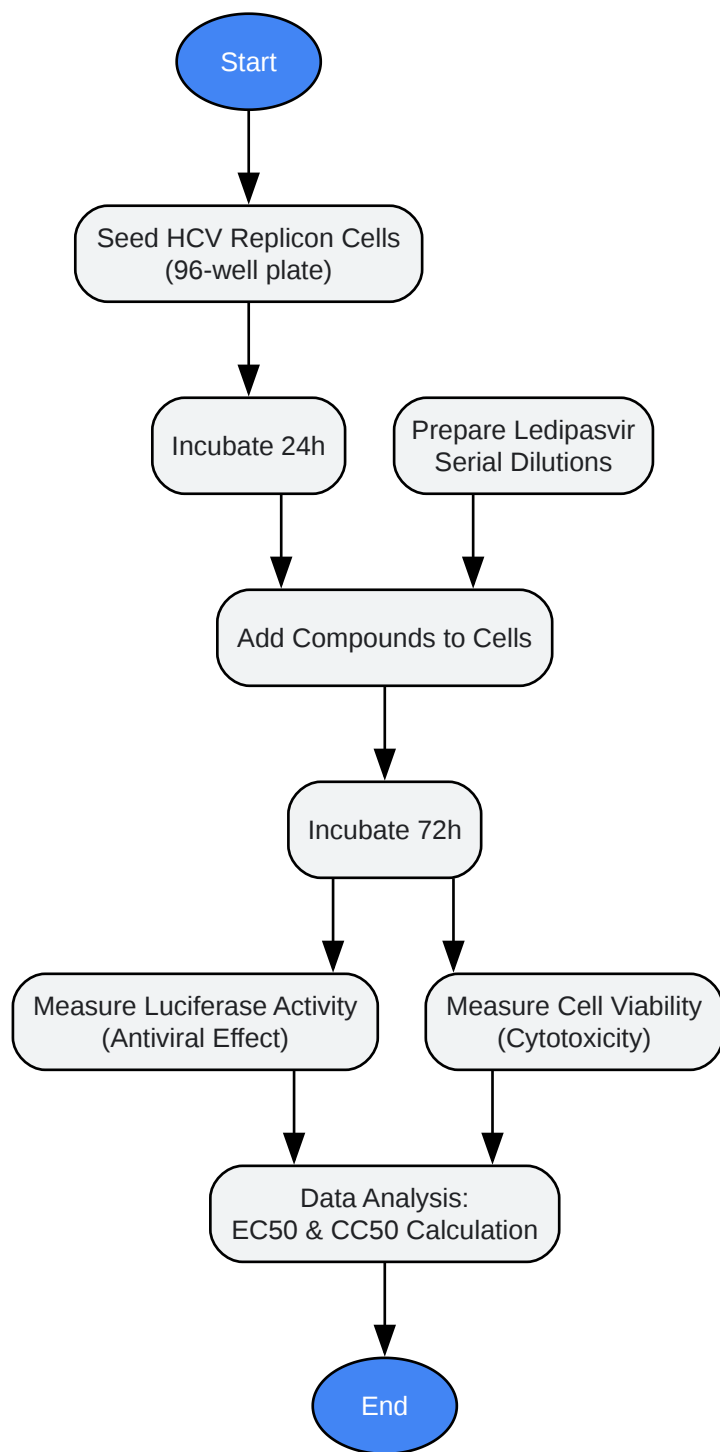 Start
Seed HCV Replicon Cells
(96-well plate)
Incubate 24h
Prepare Ledipasvir
Serial Dilutions
Add Compounds to Cells
Incubate 72h
Measure Luciferase Activity
(Antiviral Effect)
Measure Cell Viability
(Cytotoxicity)
Data Analysis:
EC50 & CC50 Calculation
End